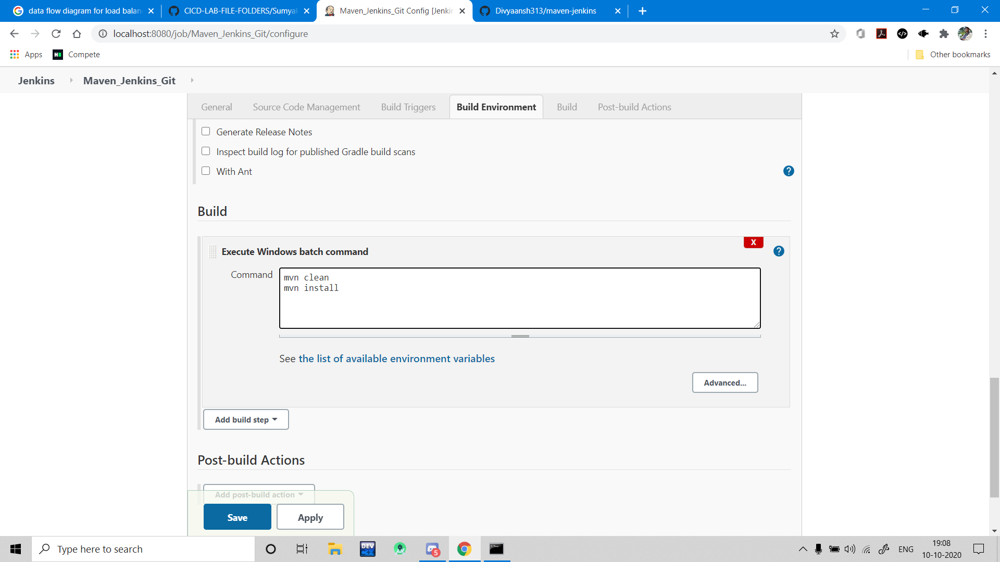 data flow diagram for load balan
CICD-LAB-FILE-FOLDERS/Sumya
Maven_Jenkins_Git Config [Jenki
Divyaansh313/maven-jenkins
localhost:8080/job/Maven_Jenkins_Git/configure
Apps
Compete
Other bookmarks
Jenkins
Maven_Jenkins_Git
General
Source Code Management
Build Triggers
Build Environment
Build
Post-build Actions
Generate Release Notes
Inspect build log for published Gradle build scans
With Ant
?
Build
X
Execute Windows batch command
?
Command
mvn clean
mvn install
See the list of available environment variables
Advanced...
Add build step
Post-build Actions
Add post-build action
Save
Apply
Type here to search
DEV
C++
5
ENG
19:08
10-10-2020